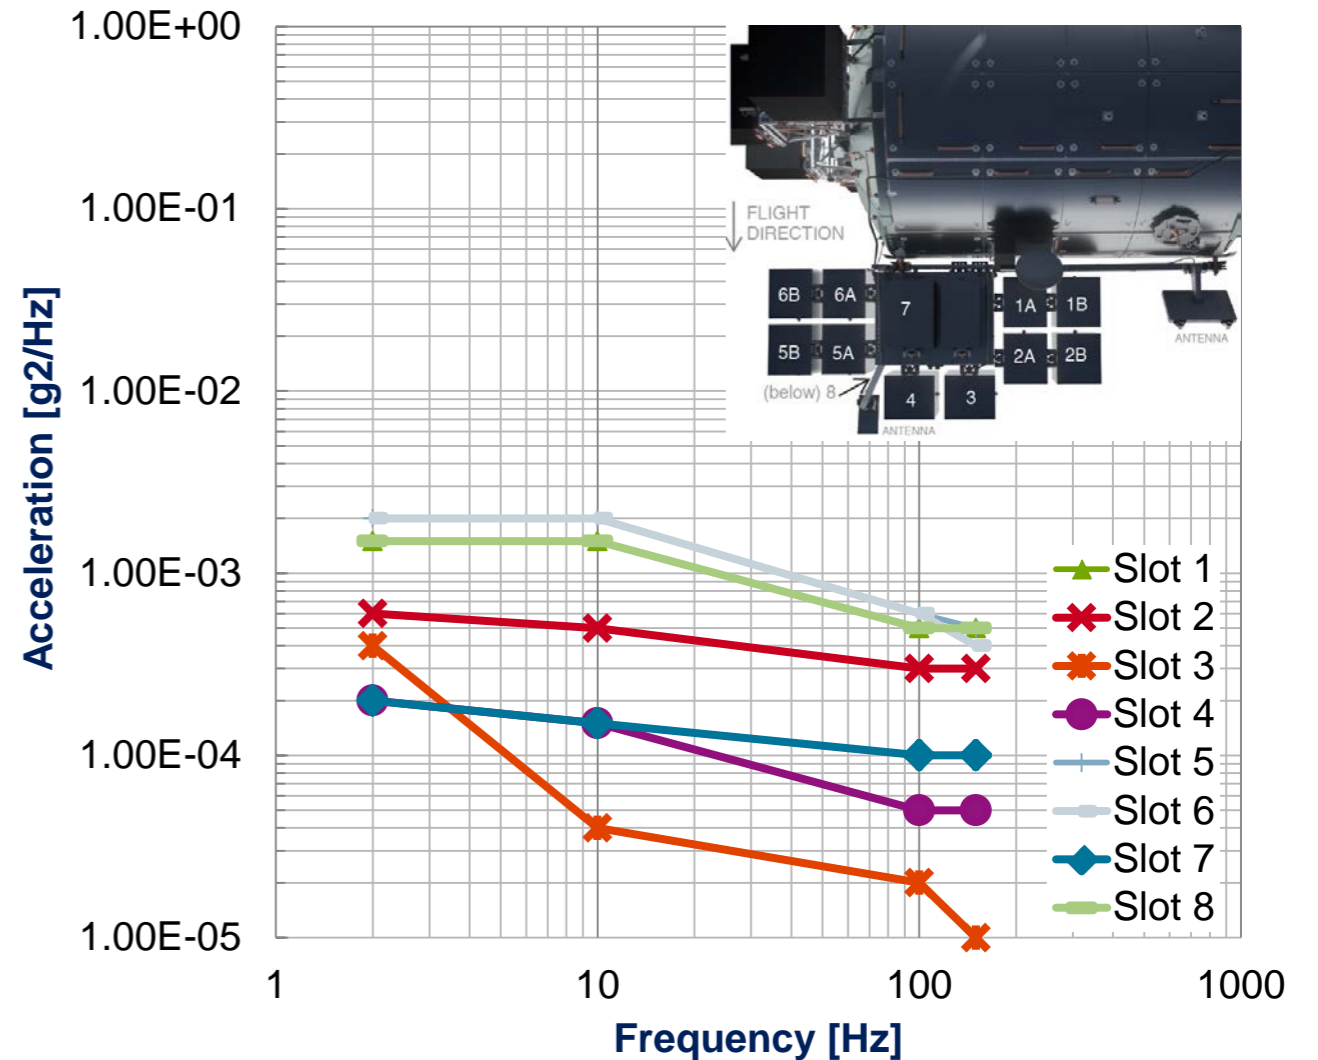 1.00E+00
1.00E-01
1.00E-02
1.00E-03
1.00E-04
1.00E-05
Acceleration [g2/Hz]
FLIGHT
DIRECTION
6B 6A 7 1A 1B
5B 5A 2A 2B
ANTENNA
(below) 8
4 3
ANTENNA
Slot 1
Slot 2
Slot 3
Slot 4
Slot 5
Slot 6
Slot 7
Slot 8
1 10 100 1000
Frequency [Hz]